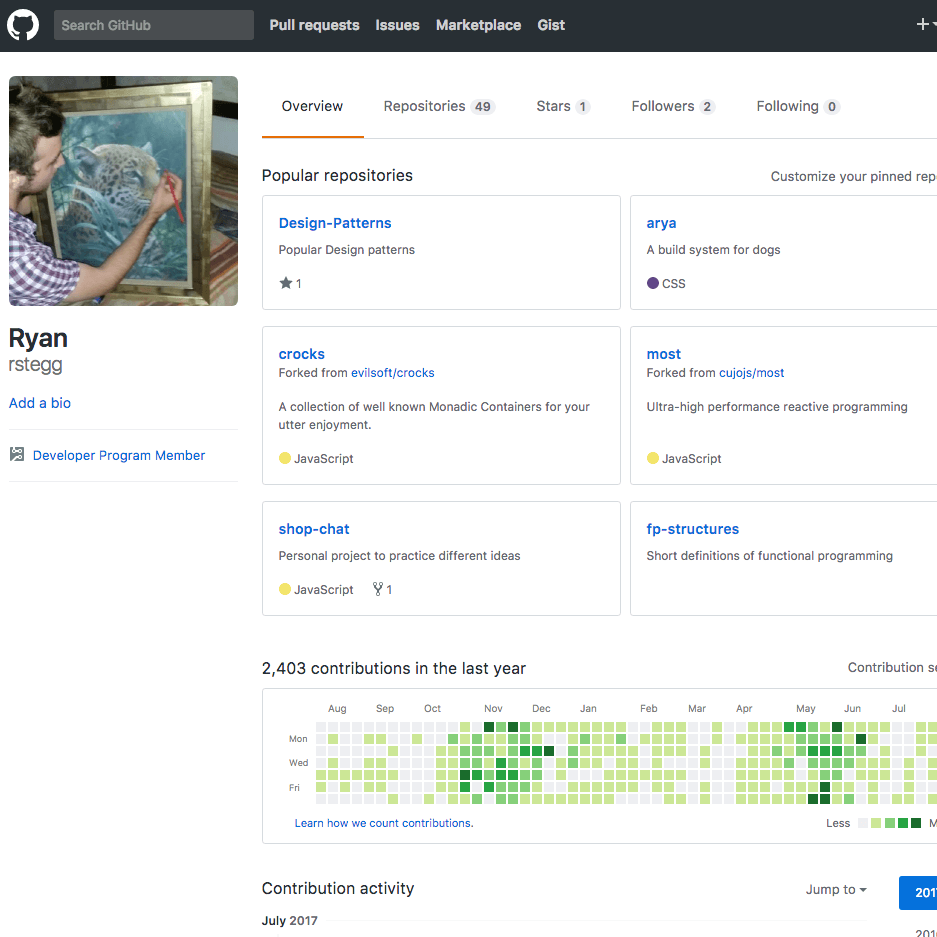 Search GitHub Pull requests Issues Marketplace Gist
Overview Repositories 49 Stars 1 Followers 2 Following 0
Popular repositories Customize your pinned
Design-Patterns
Popular Design patterns
1
arya
A build system for dogs
CSS
crocks
Forked from evilsoft/crocks
A collection of well known Monadic Containers for your
utter enjoyment.
JavaScript
most
Forked from cujojs/most
Ultra-high performance reactive programming
JavaScript
shop-chat
Personal project to practice different ideas
JavaScript 1
fp-structures
Short definitions of functional programming
Ryan
rstegg
Add a bio
Developer Program Member
2,403 contributions in the last year Contribution
Aug Sep Oct Nov Dec Jan Feb Mar Apr May Jun Jul
Mon
Wed
Fri
Learn how we count contributions. Less
Contribution activity Jump to
July 2017